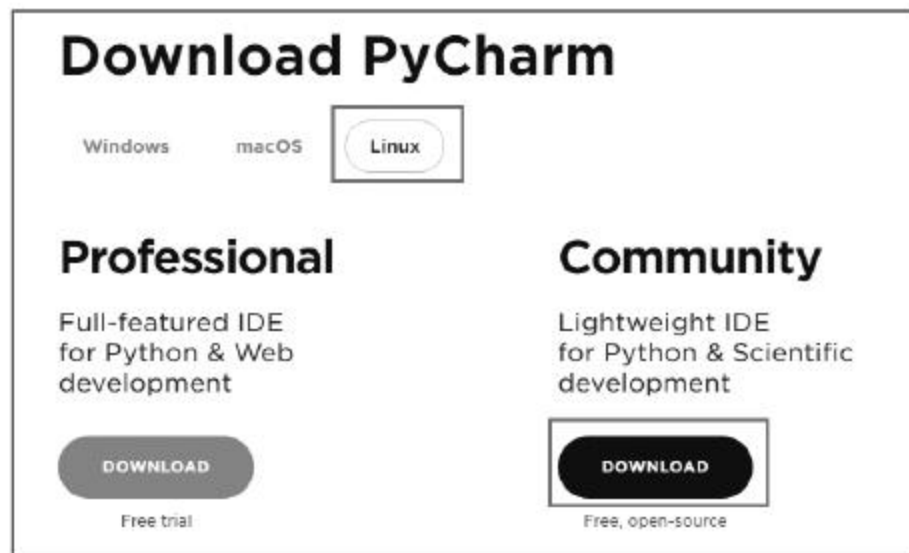 Download PyCharm
Windows macOS Linux
Professional
Full-featured IDE
for Python & Web
development
DOWNLOAD
Free trial
Community
Lightweight IDE
for Python & Scientific
development
DOWNLOAD
Free, open-source